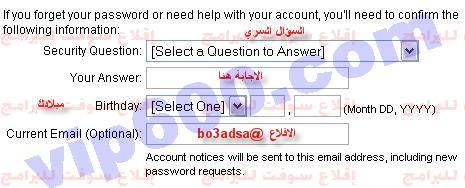 If you forget your password or need help with your account, you'll need to confirm the
following information:
السؤال السري
Security Question: [Select a Question to Answer]
Your Answer: الاجابة هنا
ميلادك Birthday: [Select One] , (Month DD, YYYY)
Current Email (Optional): bo3adsa@ الاقلاع
Account notices will be sent to this email address, including new
password requests.
vip600.com
إقلاع سوفت للبرامج